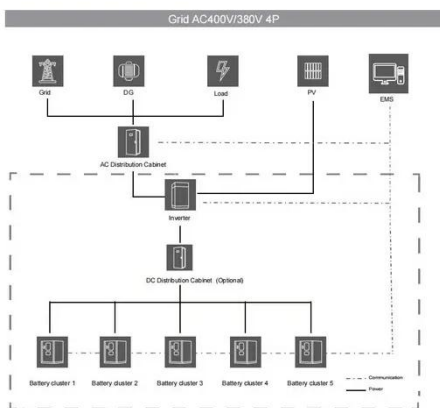 Grid AC400V/380V 4P
Grid
DG
Load
PV
EMS
AC Distribution Cabinet
Inverter
DC Distribution Cabinet (Optional)
Battery cluster 1
Battery cluster 2
Battery cluster 3
Battery cluster 4
Battery cluster 5
Communication
Power